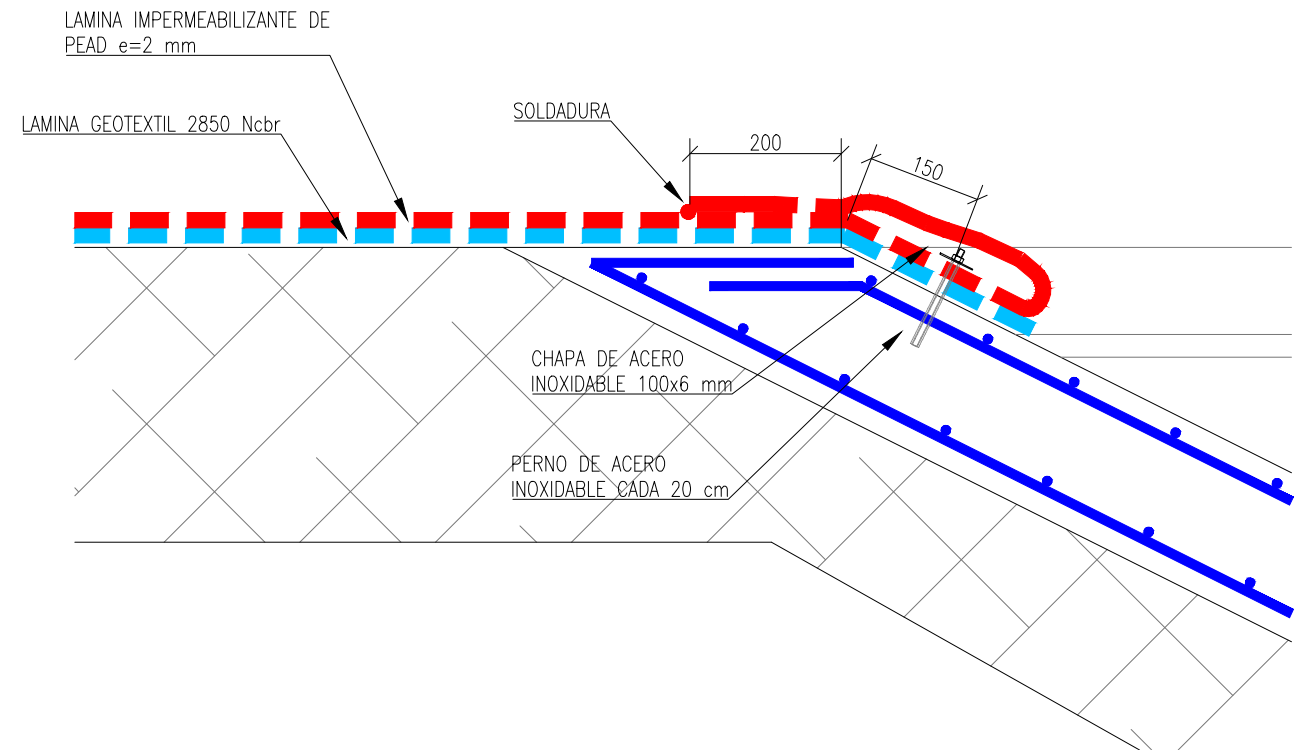 LAMINA IMPERMEABILIZANTE DE
PEAD e=2 mm
LAMINA GEOTEXTIL 2850 Ncbr
SOLDADURA
200
150
CHAPA DE ACERO
INOXIDABLE 100x6 mm
PERNO DE ACERO
INOXIDABLE CADA 20 cm